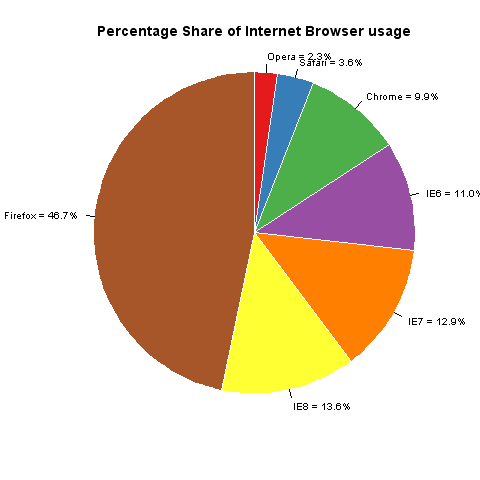 Percentage Share of Internet Browser usage
Opera = 2.3%
Safari = 3.6%
Chrome = 9.9%
IE6 = 11.0%
IE7 = 12.9%
IE8 = 13.6%
Firefox = 46.7%